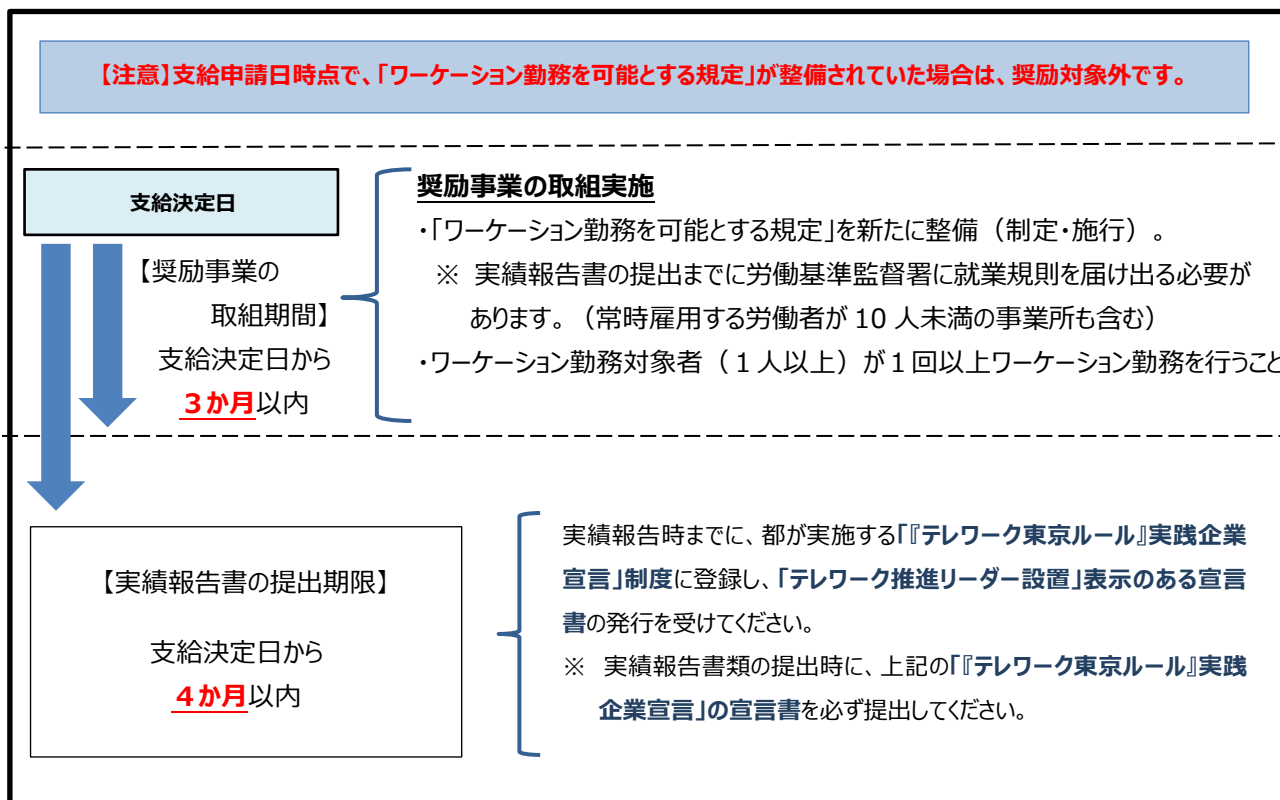 【注意】支給申請日時点で、「ワーケーション勤務を可能とする規定」が整備されていた場合は、奨励対象外です。
支給決定日
【奨励事業の
取組期間】
支給決定日から
３か月以内
奨励事業の取組実施
・「ワーケーション勤務を可能とする規定」を新たに整備（制定・施行）。
※ 実績報告書の提出までに労働基準監督署に就業規則を届け出る必要が
あります。（常時雇用する労働者が 10 人未満の事業所も含む）
・ワーケーション勤務対象者（１人以上）が１回以上ワーケーション勤務を行うこと
【実績報告書の提出期限】
支給決定日から
４か月以内
実績報告時までに、都が実施する「『テレワーク東京ルール』実践企業
宣言」制度に登録し、「テレワーク推進リーダー設置」表示のある宣言
書の発行を受けてください。
※ 実績報告書類の提出時に、上記の「『テレワーク東京ルール』実践
企業宣言」の宣言書を必ず提出してください。